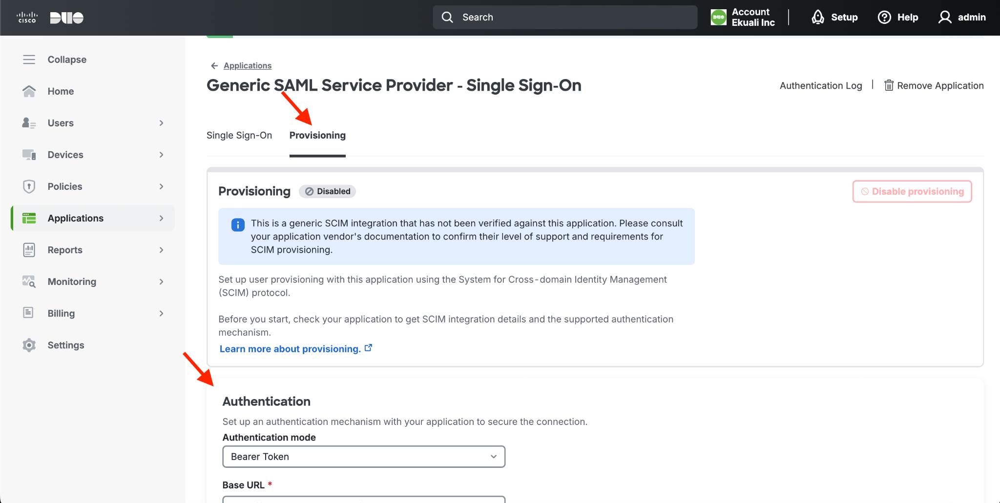 CISCO
DUO
Search
DUO
Account
Ekuali Inc
Setup
Help
admin
Collapse
Home
Users
Devices
Policies
Applications
Reports
Monitoring
Billing
Settings
Applications
Generic SAML Service Provider - Single Sign-On
Authentication Log
Remove Application
Single Sign-On
Provisioning
Provisioning
Disabled
Disable provisioning
This is a generic SCIM integration that has not been verified against this application. Please consult
your application vendor's documentation to confirm their level of support and requirements for
SCIM provisioning.
Set up user provisioning with this application using the System for Cross-domain Identity Management
(SCIM) protocol.
Before you start, check your application to get SCIM integration details and the supported authentication
mechanism.
Learn more about provisioning.
Authentication
Set up an authentication mechanism with your application to secure the connection.
Authentication mode
Bearer Token
Base URL *